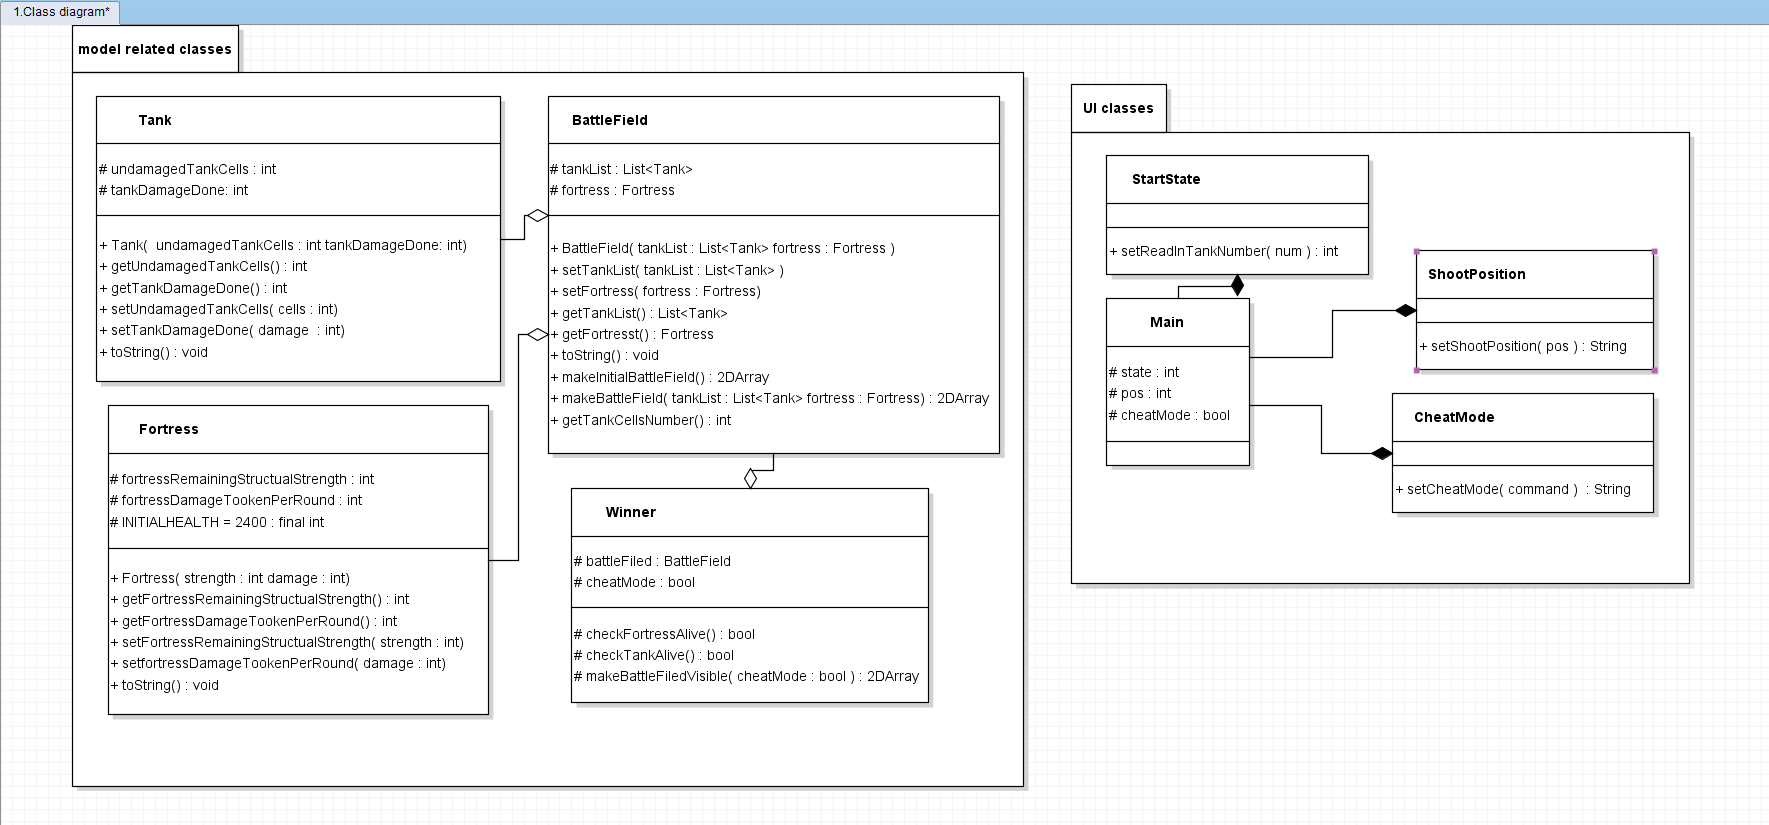 1.Class diagram*
model related classes
Tank
# undamagedTankCells : int
# tankDamageDone: int
+ Tank(  undamagedTankCells : int tankDamageDone: int)
+ getUndamagedTankCells() : int
+ getTankDamageDone() : int
+ setUndamagedTankCells( cells : int)
+ setTankDamageDone( damage  : int)
+ toString() : void
Fortress
# fortressRemainingStructualStrength : int
# fortressDamageTookenPerRound : int
# INITIALHEALTH = 2400 : final int
+ Fortress( strength : int damage : int)
+ getFortressRemainingStructualStrength() : int
+ getFortressDamageTookenPerRound() : int
+ setFortressRemainingStructualStrength( strength : int)
+ setfortressDamageTookenPerRound( damage : int)
+ toString() : void
BattleField
# tankList : List<Tank>
# fortress : Fortress
+ BattleField( tankList : List<Tank> fortress : Fortress )
+ setTankList( tankList : List<Tank> )
+ setFortress( fortress : Fortress)
+ getTankList() : List<Tank>
+ getFortresst() : Fortress
+ toString() : void
+ makeInitialBattleField() : 2DArray
+ makeBattleField( tankList : List<Tank> fortress : Fortress) : 2DArray
+ getTankCellsNumber() : int
Winner
# battleFiled : BattleField
# cheatMode : bool
# checkFortressAlive() : bool
# checkTankAlive() : bool
# makeBattleFiledVisible( cheatMode : bool ) : 2DArray
UI classes
StartState
+ setReadInTankNumber( num ) : int
Main
# state : int
# pos : int
# cheatMode : bool
ShootPosition
+ setShootPosition( pos ) : String
CheatMode
+ setCheatMode( command )  : String